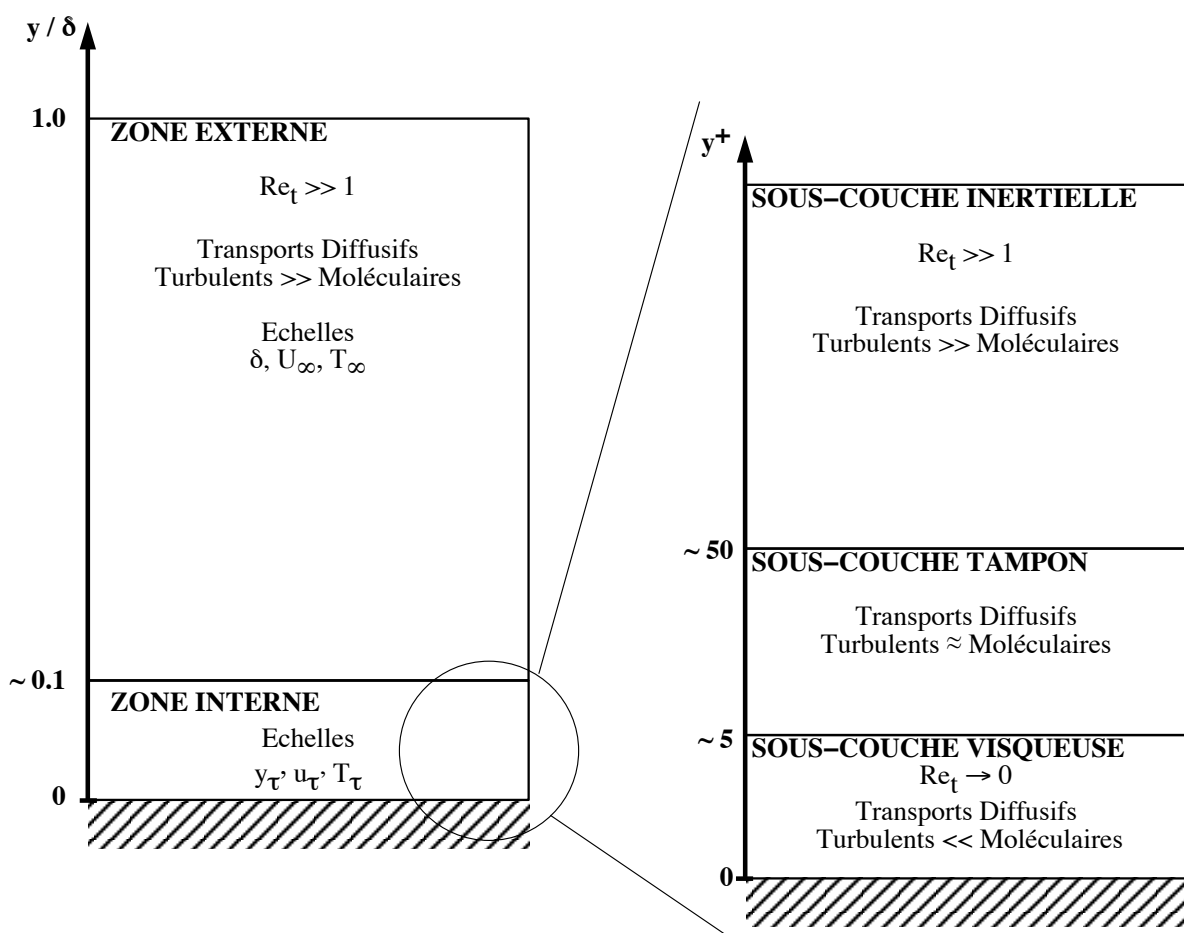 y / δ
1.0
ZONE EXTERNE
Re_t >> 1
Transports Diffusifs
Turbulents >> Moléculaires
Echelles
δ, U_∞, T_∞
~ 0.1
ZONE INTERNE
Echelles
y_τ, u_τ, T_τ
0
y+
SOUS−COUCHE INERTIELLE
Re_t >> 1
Transports Diffusifs
Turbulents >> Moléculaires
~ 50
SOUS−COUCHE TAMPON
Transports Diffusifs
Turbulents ≈ Moléculaires
~ 5
SOUS−COUCHE VISQUEUSE
Re_t → 0
Transports Diffusifs
Turbulents << Moléculaires
0